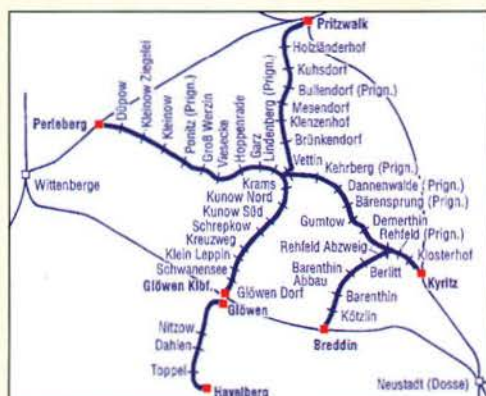 Pritzwalk
Holzländerhof
Kuhsdorf
Bullendorf (Prign.)
Mesendorf
Klenzenhof
Brünkendorf
Vettin
Perleberg
Düpow
Kleinow Ziegelei
Kleinow
Ponitz (Prign.)
Groß Werzin
Viesecke
Hoppenrade
Garz
Lindenberg (Prign.)
Wittenberge
Krams
Kunow Nord
Kunow Süd
Schrepkow
Kreuzweg
Klein Leppin
Schwanensee
Glöwen Klbf.
Glöwen Dorf
Glöwen
Nitzow
Dahlen
Toppel
Havelberg
Kehrberg (Prign.)
Dannenwalde (Prign.)
Bärensprung (Prign.)
Gumtow
Demerthin
Rehfeld (Prign.)
Rehfeld Abzweig
Klosterhof
Kyritz
Berlitt
Barenthin
Abbau
Barenthin
Kötzlin
Breddin
Neustadt (Dosse)